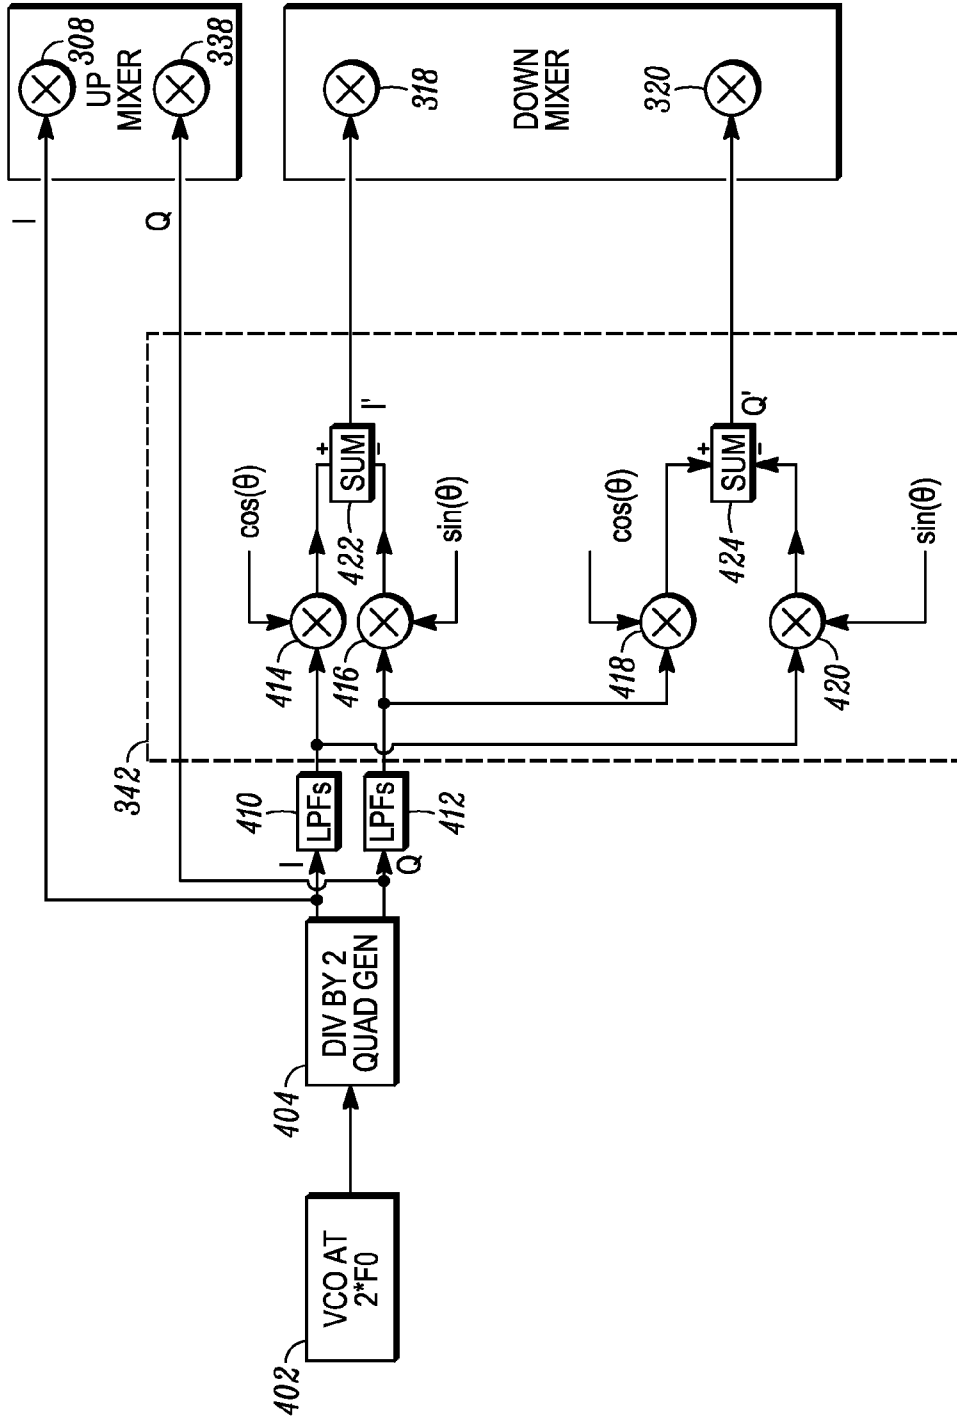 402
VCO AT
2*F0
404
DIV BY 2
QUAD GEN
I
Q
410
LPFs
LPFs
412
342
cos(θ)
414
416
sin(θ)
+
SUM
-
422
I'
cos(θ)
418
420
sin(θ)
+
SUM
-
424
Q'
I
Q
308
UP
MIXER
338
318
DOWN
MIXER
320